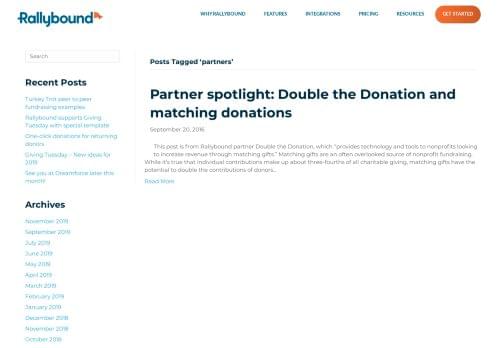 Rallybound
WHY RALLYBOUND
FEATURES
INTEGRATIONS
PRICING
RESOURCES
GET STARTED
Search
Recent Posts
Turkey Trot peer to peer
fundraising examples
Rallybound supports Giving
Tuesday with special template
One-click donations for returning
donors
Giving Tuesday – New ideas for
2019
See you at Dreamforce later this
month!
Archives
November 2019
September 2019
July 2019
June 2019
May 2019
April 2019
March 2019
February 2019
January 2019
December 2018
November 2018
October 2018
Posts Tagged ‘partners’
Partner spotlight: Double the Donation and
matching donations
September 20, 2016
This post is from Rallybound partner Double the Donation, which “provides technology and tools to nonprofits looking
to increase revenue through matching gifts.” Matching gifts are an often overlooked source of nonprofit fundraising.
While it’s true that individual contributions make up about three-fourths of all charitable giving, matching gifts have the
potential to double the contributions of donors...
Read More